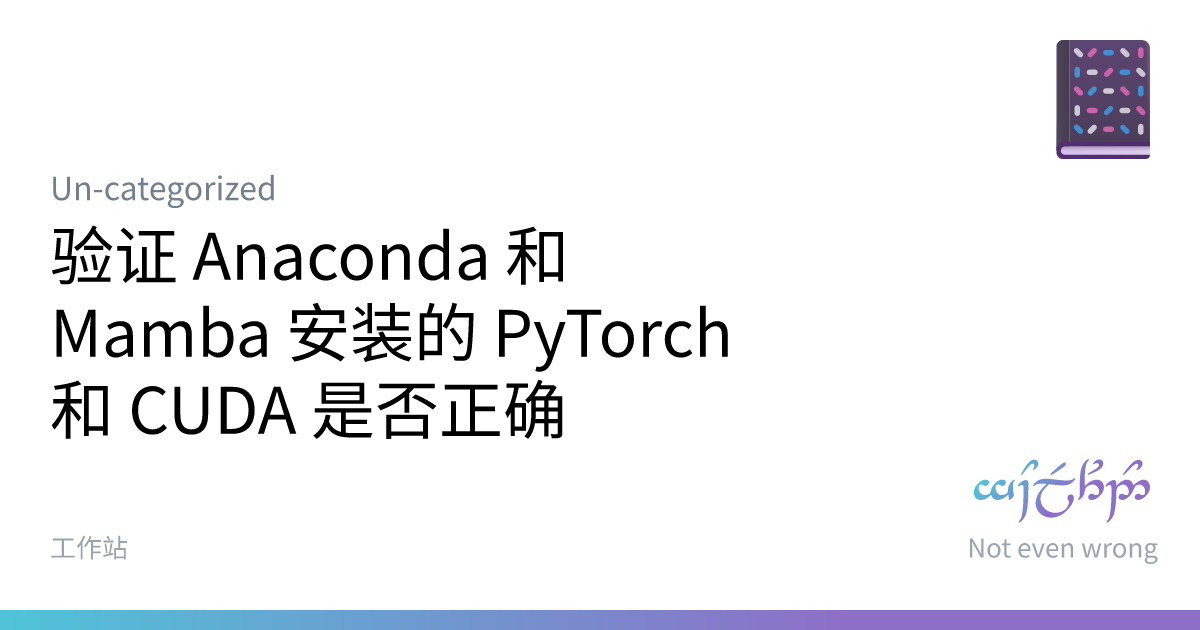 Un-categorized
验证 Anaconda 和
Mamba 安装的 PyTorch
和 CUDA 是否正确
工作站
Not even wrong